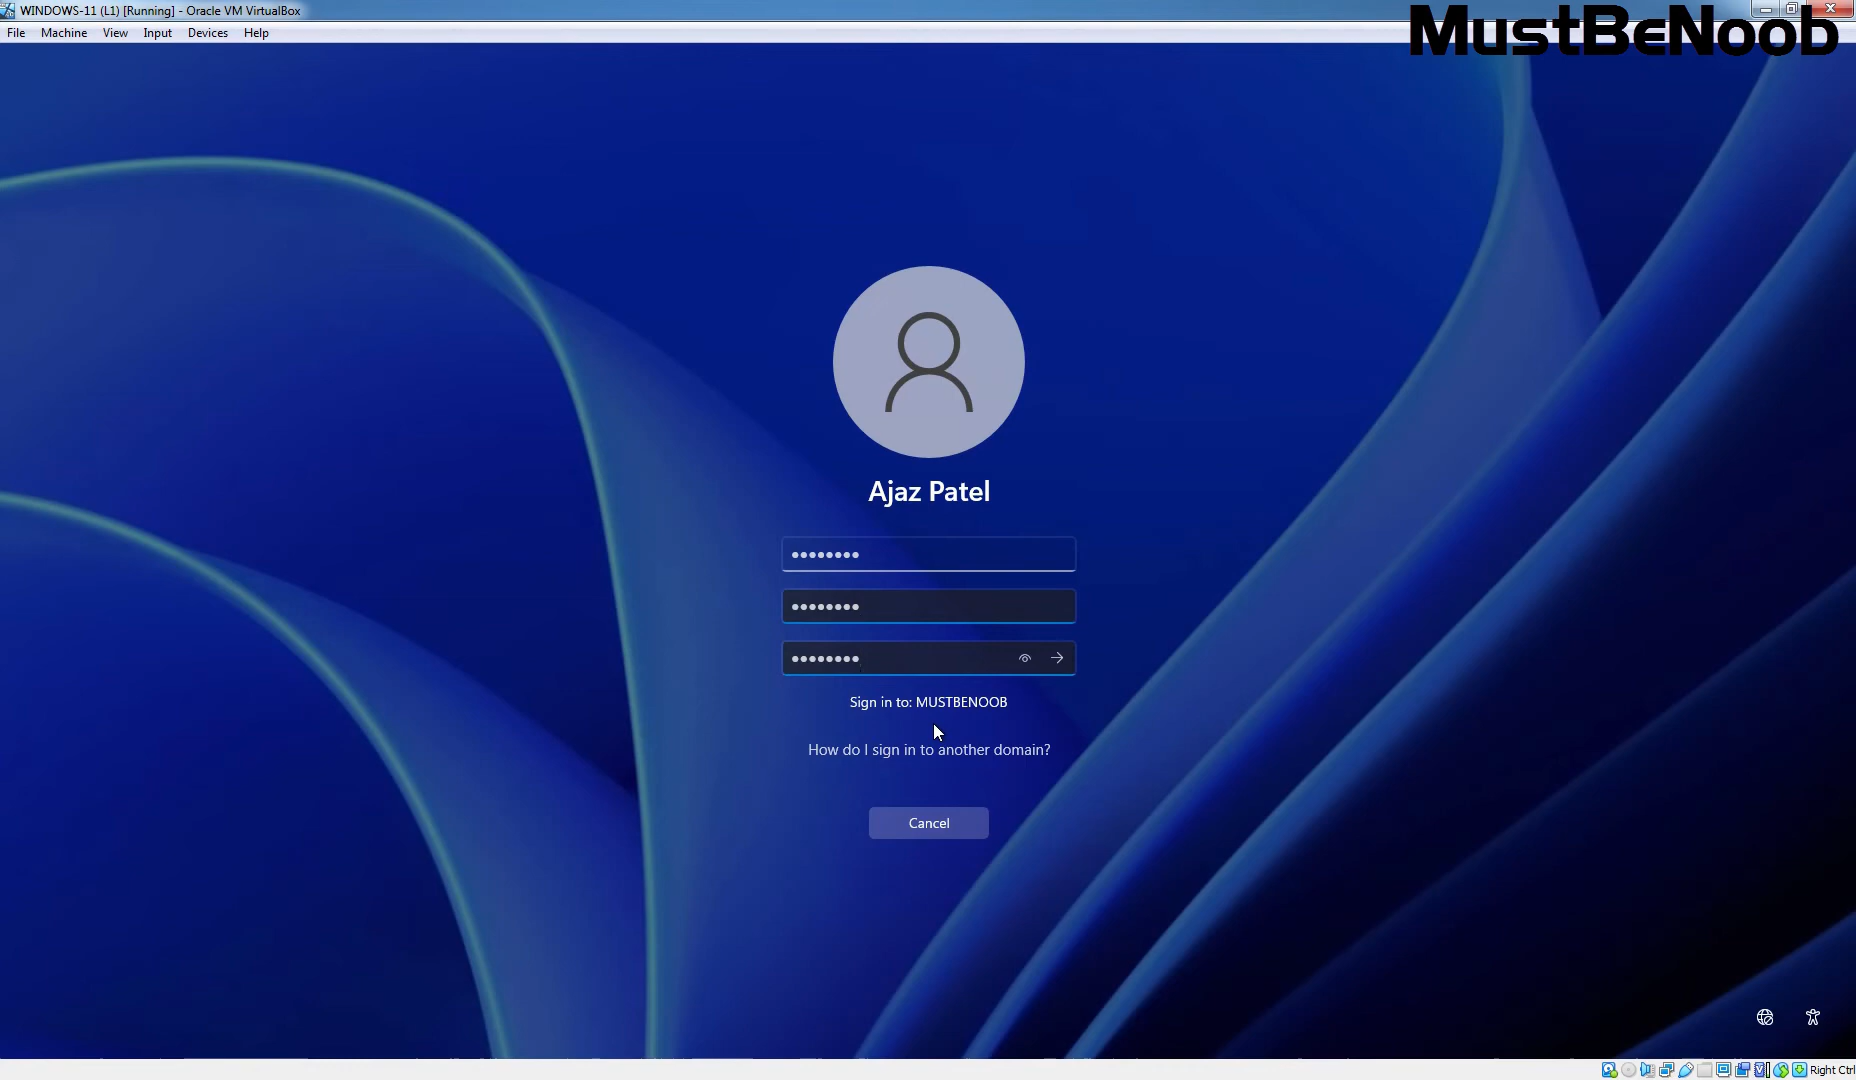 WINDOWS-11 (L1) [Running] - Oracle VM VirtualBox
MustBeNoob
File Machine View Input Devices Help
Ajaz Patel
Sign in to: MUSTBENOOB
How do I sign in to another domain?
Cancel
Right Ctrl